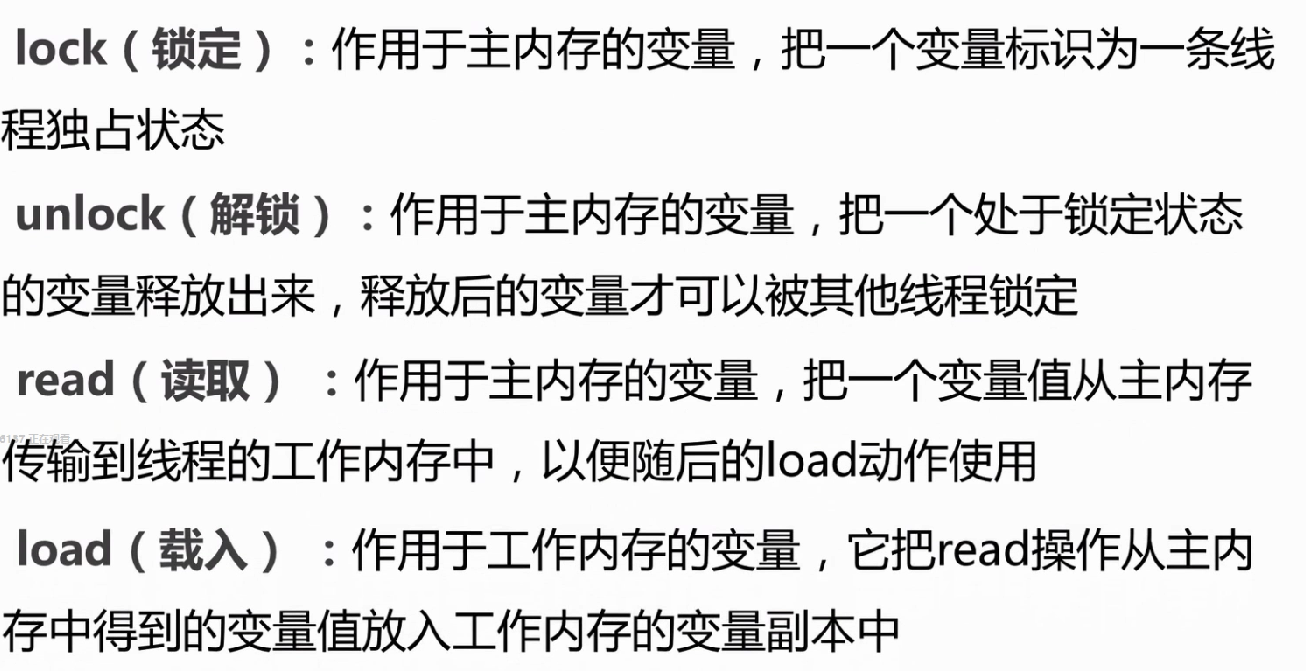 lock（锁定）：作用于主内存的变量，把一个变量标识为一条线
程独占状态
unlock（解锁）：作用于主内存的变量，把一个处于锁定状态
的变量释放出来，释放后的变量才可以被其他线程锁定
read（读取）：作用于主内存的变量，把一个变量值从主内存
传输到线程的工作内存中，以便随后的load动作使用
load（载入）：作用于工作内存的变量，它把read操作从主内
存中得到的变量值放入工作内存的变量副本中